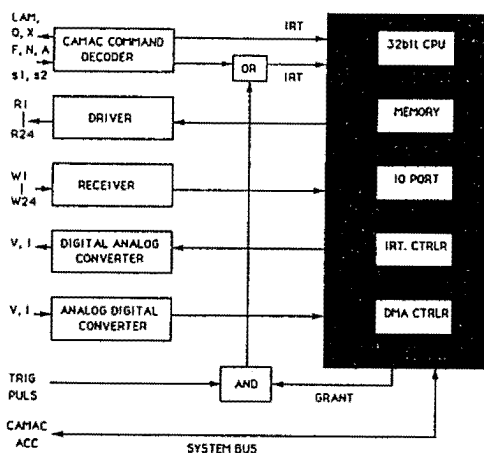 LAM,
Q, X
F, N, A
s1, s2
CAMAC COMMAND
DECODER
IRT
OR
IRT
32bit CPU
R1
R24
DRIVER
MEMORY
W1
W24
RECEIVER
IO PORT
V, I
DIGITAL ANALOG
CONVERTER
IRT. CTRLR
V, I
ANALOG DIGITAL
CONVERTER
DMA CTRLR
TRIG
PULS
AND
GRANT
CAMAC
ACC
SYSTEM BUS